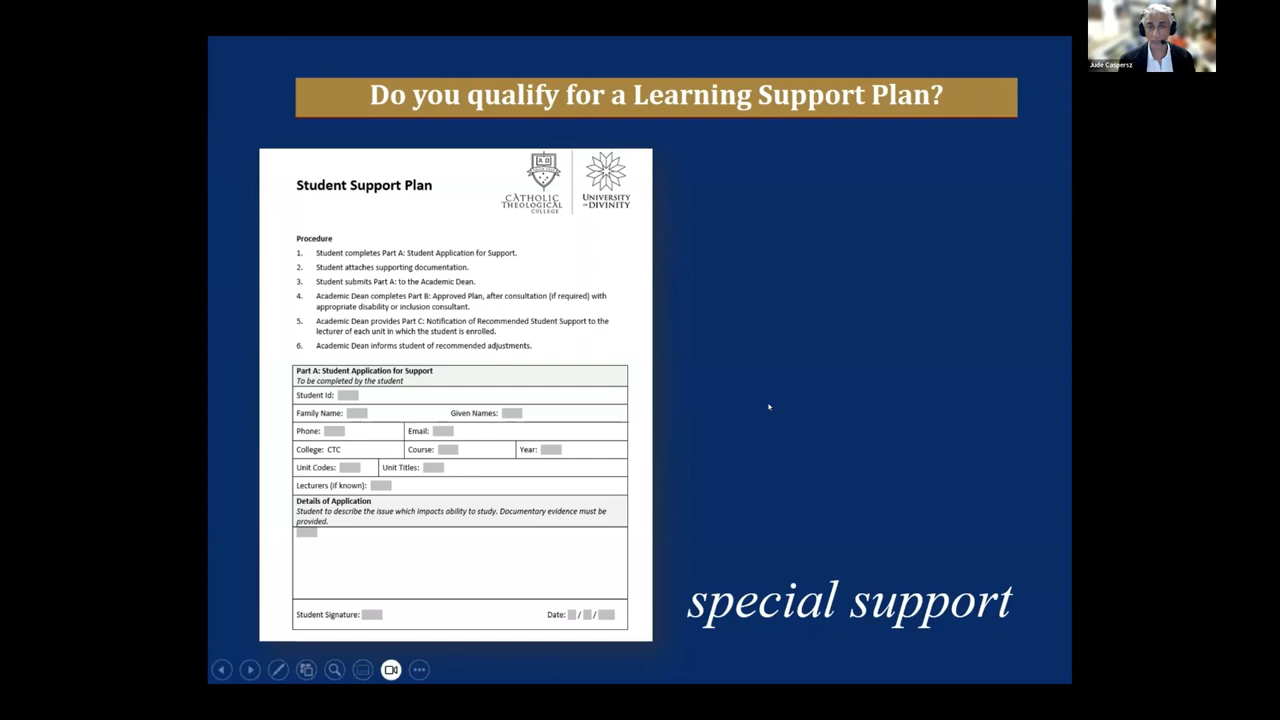 Jude Caspersz
Do you qualify for a Learning Support Plan?
Student Support Plan
CATHOLIC
THEOLOGICAL
COLLEGE
UNIVERSITY
OF DIVINITY
Procedure
1. Student completes Part A: Student Application for Support.
2. Student attaches supporting documentation.
3. Student submits Part A: to the Academic Dean.
4. Academic Dean completes Part B: Approved Plan, after consultation (if required) with
appropriate disability or inclusion consultant.
5. Academic Dean provides Part C: Notification of Recommended Student Support to the
lecturer of each unit in which the student is enrolled.
6. Academic Dean informs student of recommended adjustments.
Part A: Student Application for Support
To be completed by the student
Student Id:
Family Name: Given Names:
Phone: Email:
College: CTC Course: Year:
Unit Codes: Unit Titles:
Lecturers (if known):
Details of Application
Student to describe the issue which impacts ability to study. Documentary evidence must be
provided.
Student Signature: Date: / /
special support